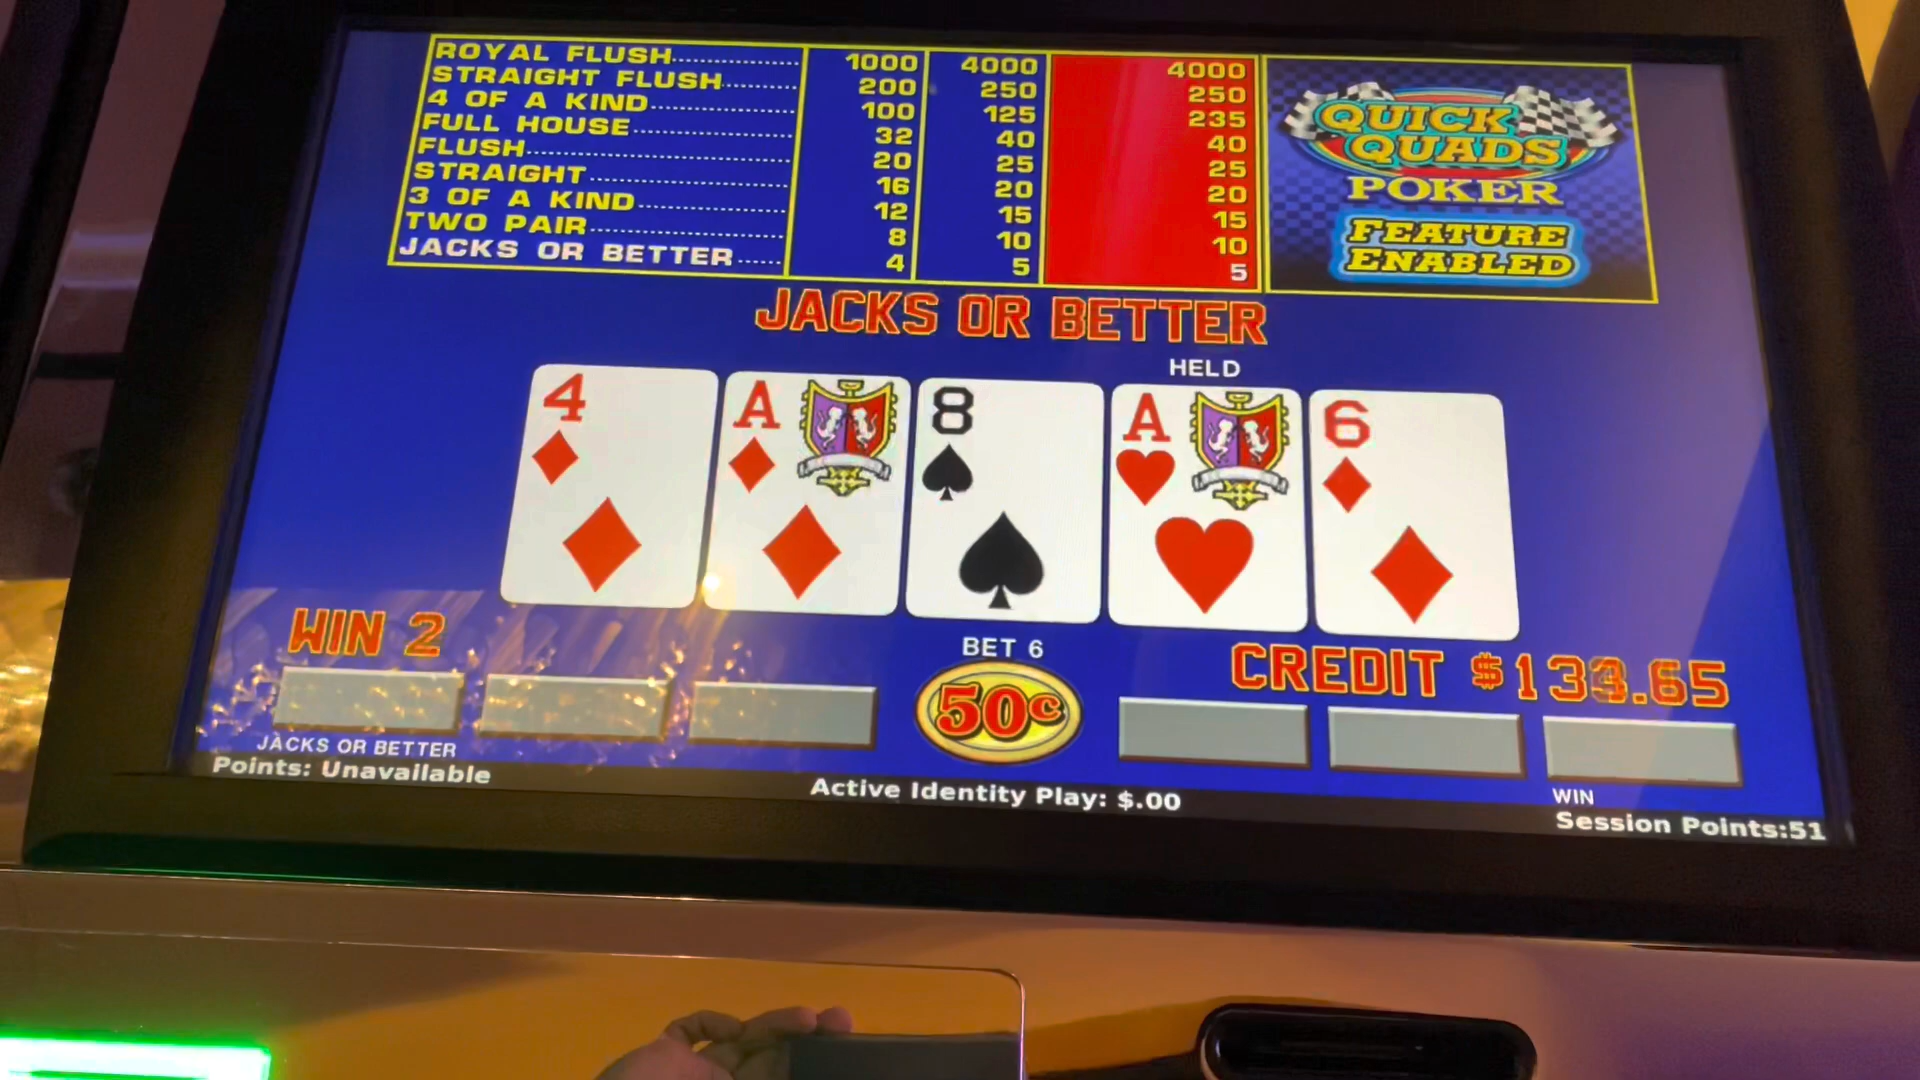 ROYAL FLUSH 1000 4000 4000
STRAIGHT FLUSH 200 250 250
4 OF A KIND 100 125 235
FULL HOUSE 32 40 40
FLUSH 20 25 25
STRAIGHT 16 20 20
3 OF A KIND 12 15 15
TWO PAIR 8 10 10
JACKS OR BETTER 4 5 5
QUICK
QUADS
POKER
FEATURE
ENABLED
JACKS OR BETTER
HELD
4 A 8 A 6
WIN 2
BET 6
50¢
CREDIT
JACKS OR BETTER
Points: Unavailable
Active Identity Play: $.00
WIN
Session Points:51